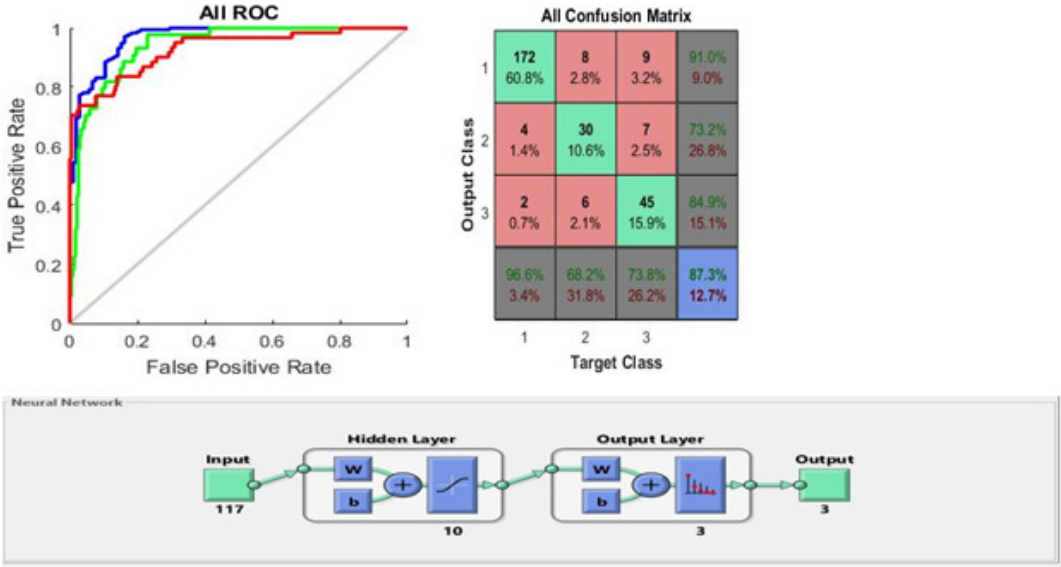 All ROC
1
0.8
0.6
0.4
0.2
0
True Positive Rate
0 0.2 0.4 0.6 0.8 1
False Positive Rate
All Confusion Matrix
Output Class
1
172 8 9 91.0%
60.8% 2.8% 3.2% 9.0%
2
4 30 7 73.2%
1.4% 10.6% 2.5% 26.8%
3
2 6 45 84.9%
0.7% 2.1% 15.9% 15.1%
96.6% 68.2% 73.8% 87.3%
3.4% 31.8% 26.2% 12.7%
1 2 3
Target Class
Neural Network
Hidden Layer Output Layer
Input Output
W W
b + b +
117 3
10 3